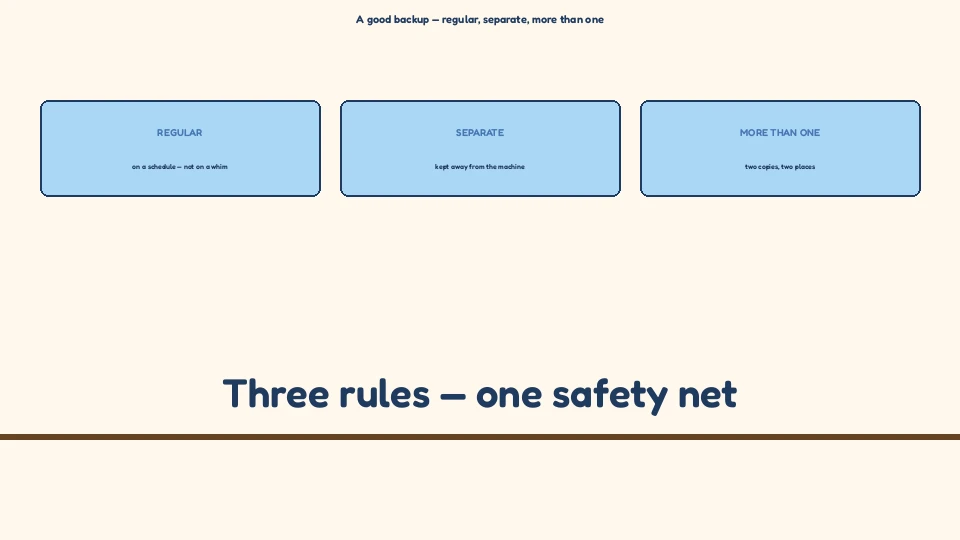 A good backup — regular, separate, more than one
REGULAR
on a schedule — not on a whim
SEPARATE
kept away from the machine
MORE THAN ONE
two copies, two places
Three rules — one safety net